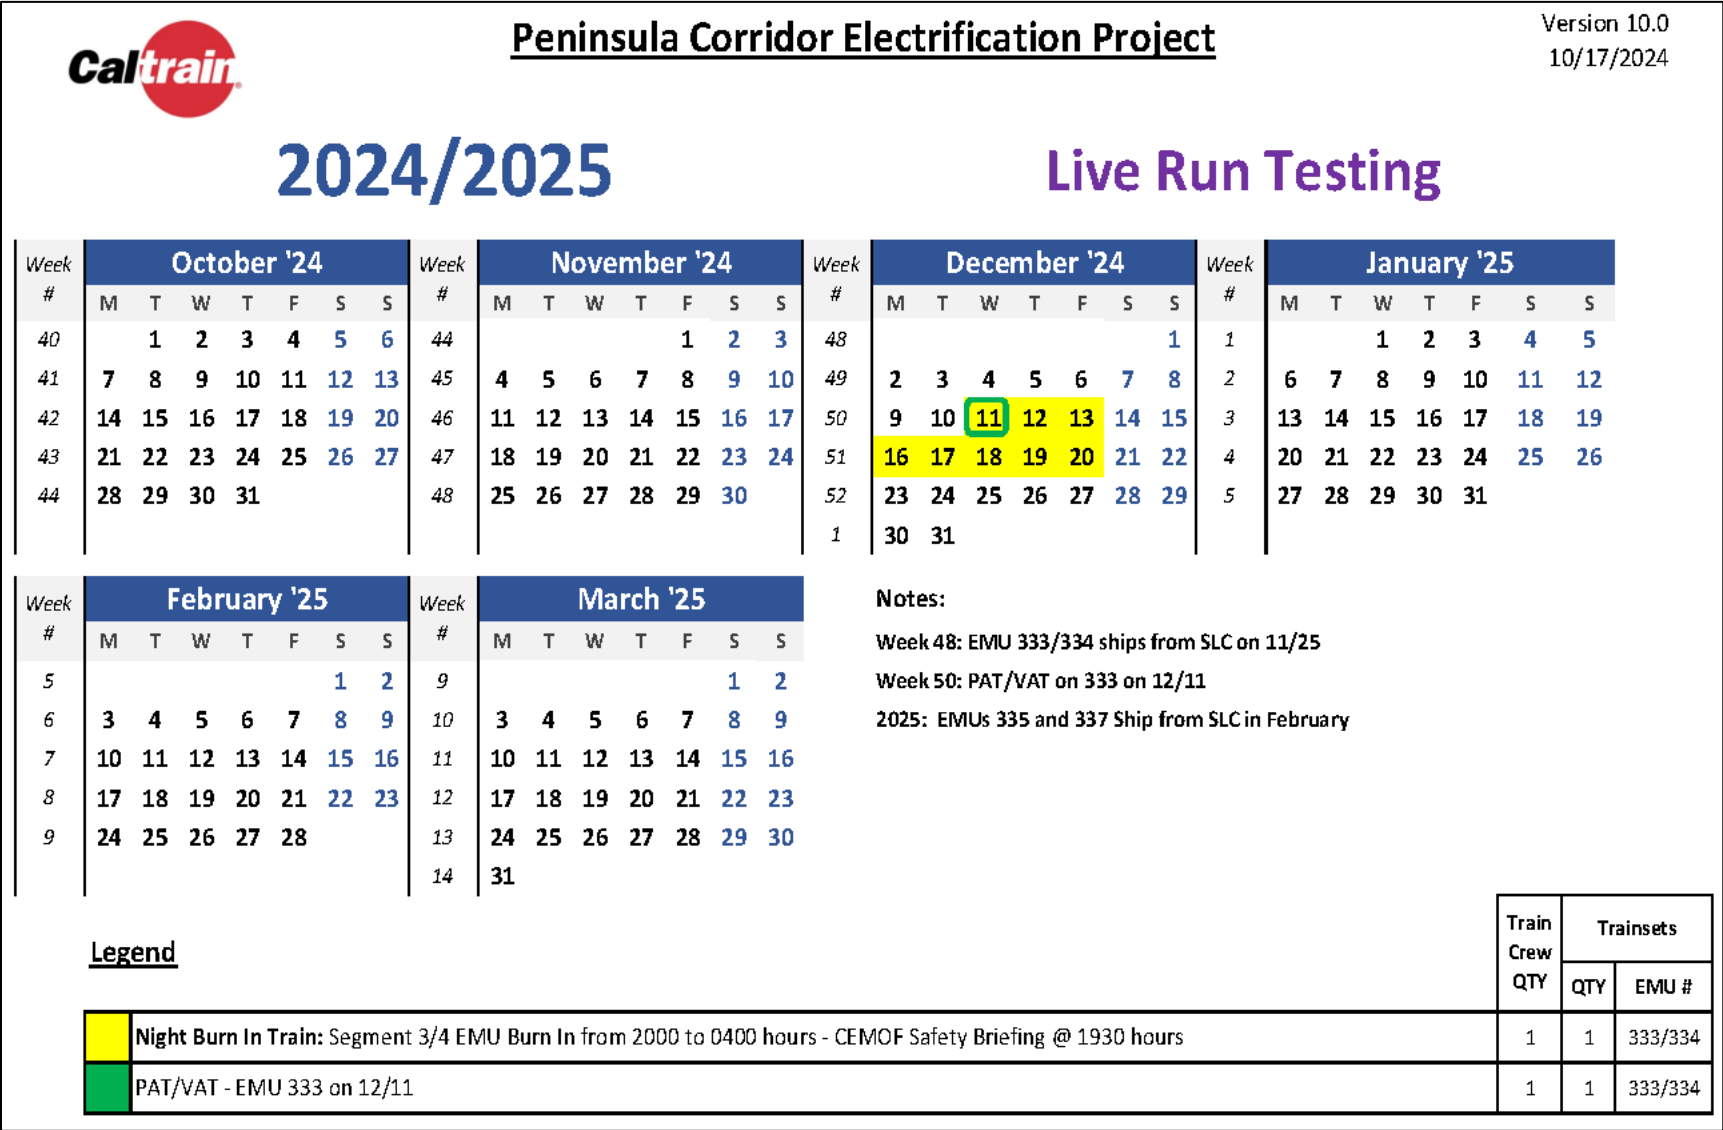 Caltrain
Peninsula Corridor Electrification Project
Version 10.0
10/17/2024
2024/2025
Live Run Testing
Week # October '24
M T W T F S S
40 1 2 3 4 5 6
41 7 8 9 10 11 12 13
42 14 15 16 17 18 19 20
43 21 22 23 24 25 26 27
44 28 29 30 31
Week # November '24
M T W T F S S
44 1 2 3
45 4 5 6 7 8 9 10
46 11 12 13 14 15 16 17
47 18 19 20 21 22 23 24
48 25 26 27 28 29 30
Week # December '24
M T W T F S S
48 1
49 2 3 4 5 6 7 8
50 9 10 11 12 13 14 15
51 16 17 18 19 20 21 22
52 23 24 25 26 27 28 29
1 30 31
Week # January '25
M T W T F S S
1 1 2 3 4 5
2 6 7 8 9 10 11 12
3 13 14 15 16 17 18 19
4 20 21 22 23 24 25 26
5 27 28 29 30 31
Week # February '25
M T W T F S S
5 1 2
6 3 4 5 6 7 8 9
7 10 11 12 13 14 15 16
8 17 18 19 20 21 22 23
9 24 25 26 27 28
Week # March '25
M T W T F S S
9 1 2
10 3 4 5 6 7 8 9
11 10 11 12 13 14 15 16
12 17 18 19 20 21 22 23
13 24 25 26 27 28 29 30
14 31
Notes:
Week 48: EMU 333/334 ships from SLC on 11/25
Week 50: PAT/VAT on 333 on 12/11
2025: EMUs 335 and 337 Ship from SLC in February
Legend
Train Crew QTY
Trainsets
QTY EMU #
Night Burn In Train: Segment 3/4 EMU Burn In from 2000 to 0400 hours - CEMOF Safety Briefing @ 1930 hours 1 1 333/334
PAT/VAT - EMU 333 on 12/11 1 1 333/334